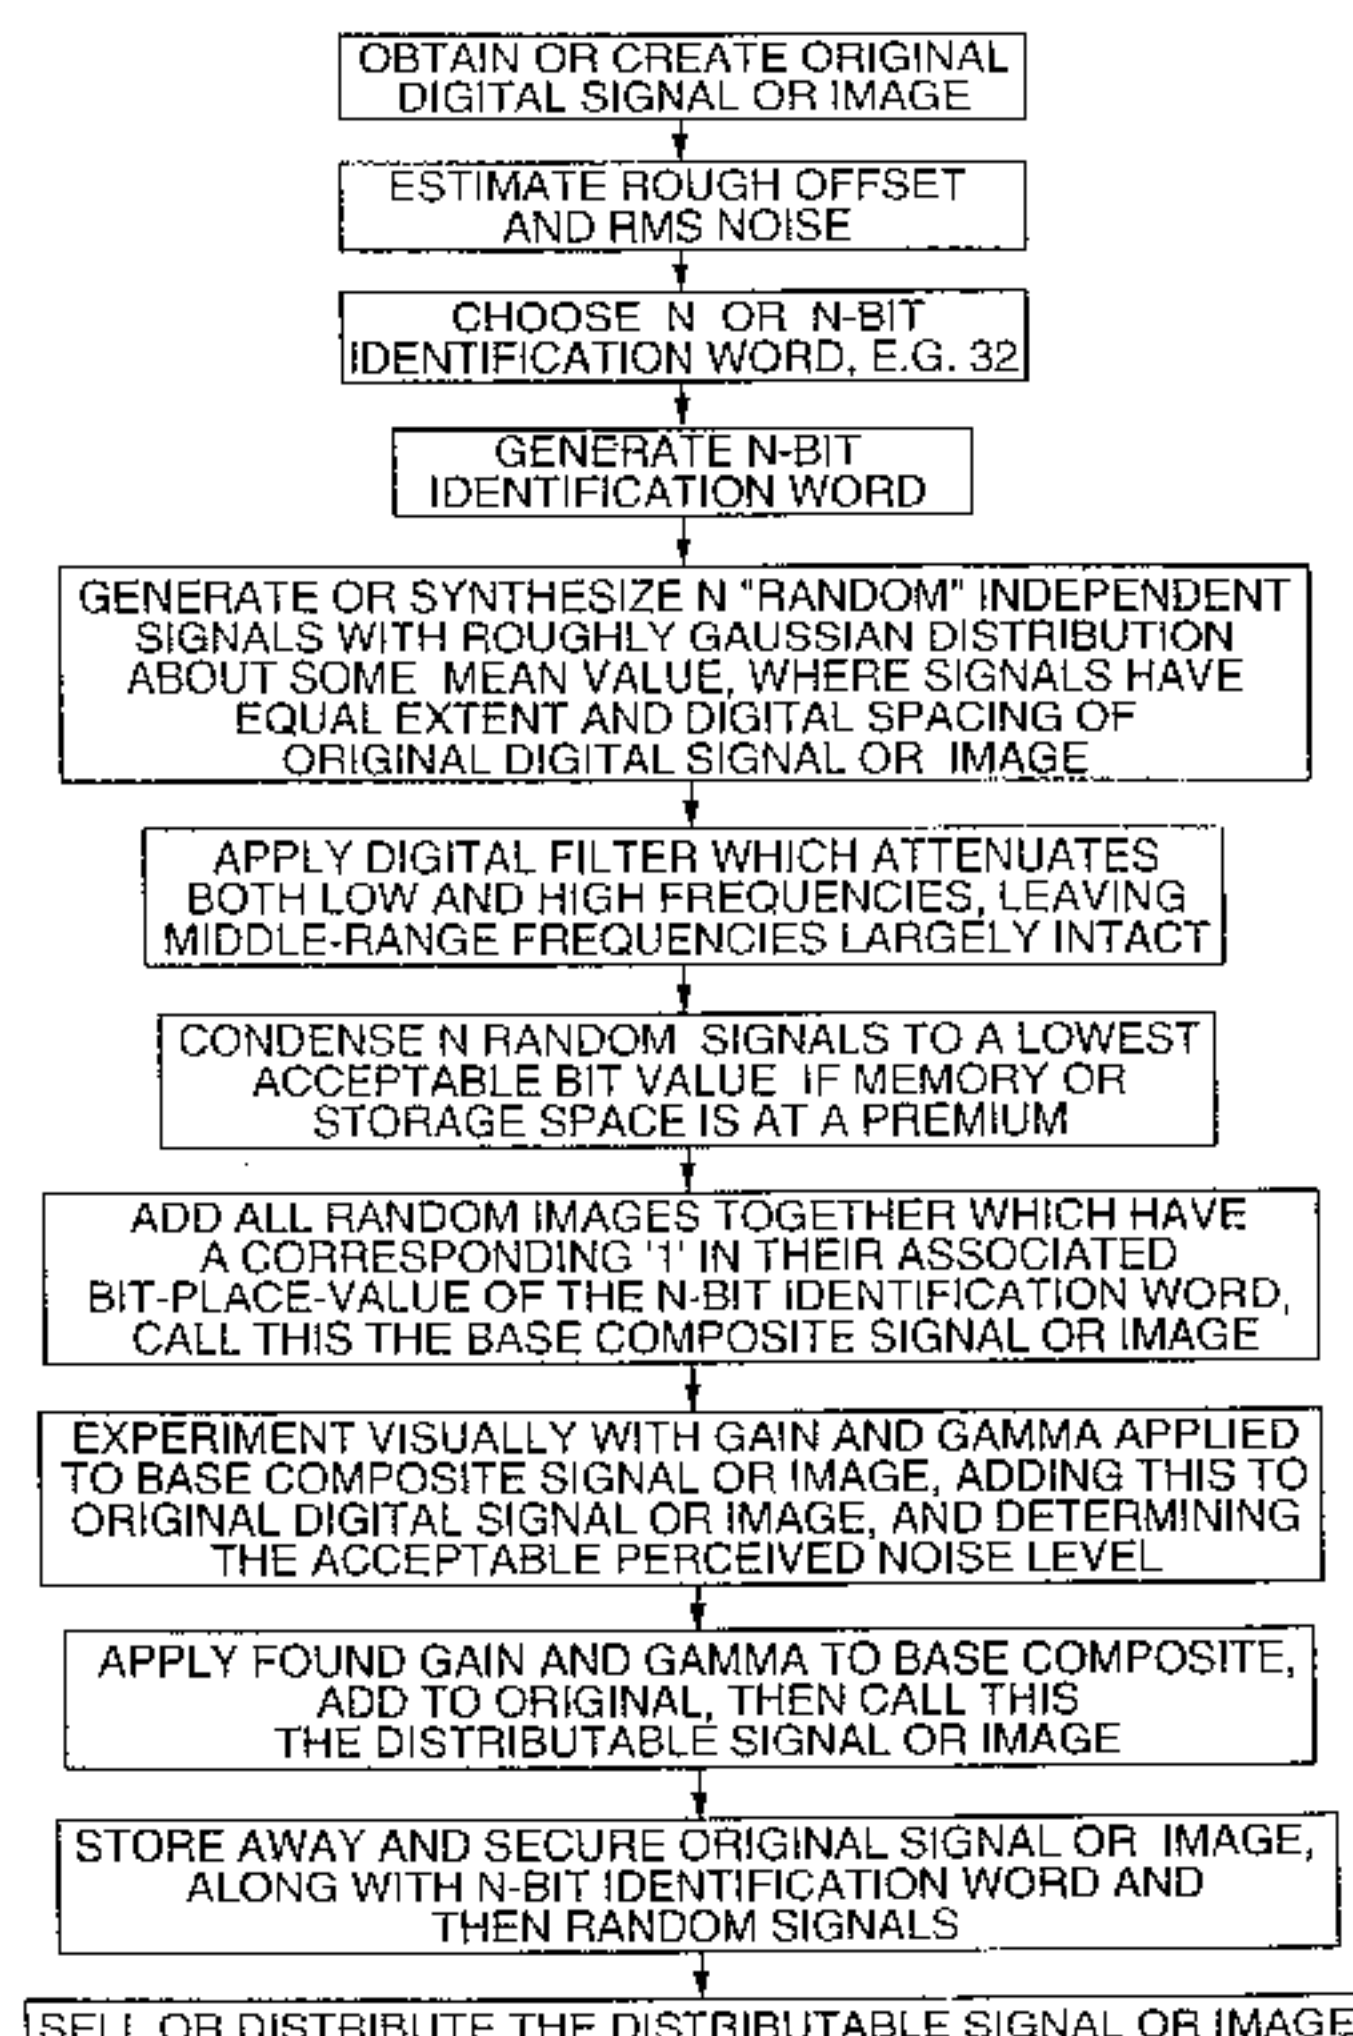 OBTAIN OR CREATE ORIGINAL
DIGITAL SIGNAL OR IMAGE
ESTIMATE ROUGH OFFSET
AND RMS NOISE
CHOOSE N OR N-BIT
IDENTIFICATION WORD, E.G. 32
GENERATE N-BIT
IDENTIFICATION WORD
GENERATE OR SYNTHESIZE N "RANDOM" INDEPENDENT
SIGNALS WITH ROUGHLY GAUSSIAN DISTRIBUTION
ABOUT SOME MEAN VALUE, WHERE SIGNALS HAVE
EQUAL EXTENT AND DIGITAL SPACING OF
ORIGINAL DIGITAL SIGNAL OR IMAGE
APPLY DIGITAL FILTER WHICH ATTENUATES
BOTH LOW AND HIGH FREQUENCIES, LEAVING
MIDDLE-RANGE FREQUENCIES LARGELY INTACT
CONDENSE N RANDOM SIGNALS TO A LOWEST
ACCEPTABLE BIT VALUE IF MEMORY OR
STORAGE SPACE IS AT A PREMIUM
ADD ALL RANDOM IMAGES TOGETHER WHICH HAVE
A CORRESPONDING '1' IN THEIR ASSOCIATED
BIT-PLACE-VALUE OF THE N-BIT IDENTIFICATION WORD,
CALL THIS THE BASE COMPOSITE SIGNAL OR IMAGE
EXPERIMENT VISUALLY WITH GAIN AND GAMMA APPLIED
TO BASE COMPOSITE SIGNAL OR IMAGE, ADDING THIS TO
ORIGINAL DIGITAL SIGNAL OR IMAGE, AND DETERMINING
THE ACCEPTABLE PERCEIVED NOISE LEVEL
APPLY FOUND GAIN AND GAMMA TO BASE COMPOSITE,
ADD TO ORIGINAL, THEN CALL THIS
THE DISTRIBUTABLE SIGNAL OR IMAGE
STORE AWAY AND SECURE ORIGINAL SIGNAL OR IMAGE,
ALONG WITH N-BIT IDENTIFICATION WORD AND
THEN RANDOM SIGNALS
SELL OR DISTRIBUTE THE DISTRIBUTABLE SIGNAL OR IMAGE